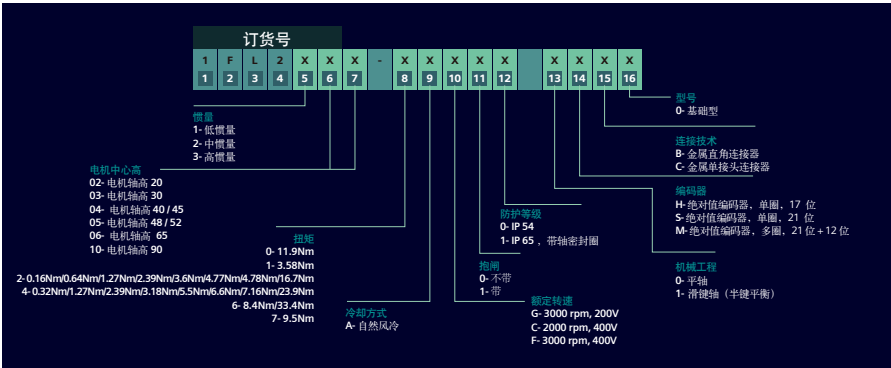 订货号
1 F L 2 X X X - X X X X X X X X X
1 2 3 4 5 6 7 8 9 10 11 12 13 14 15 16
惯量
1- 低惯量
2- 中惯量
3- 高惯量
电机中心高
02- 电机轴高 20
03- 电机轴高 30
04- 电机轴高 40 / 45
05- 电机轴高 48 / 52
06- 电机轴高 65
10- 电机轴高 90
扭矩
0- 11.9Nm
1- 3.58Nm
2- 0.16Nm/0.64Nm/1.27Nm/2.39Nm/3.6Nm/4.77Nm/4.78Nm/16.7Nm
4- 0.32Nm/1.27Nm/2.39Nm/3.18Nm/5.5Nm/6.6Nm/7.16Nm/23.9Nm
6- 8.4Nm/33.4Nm
7- 9.5Nm
冷却方式
A- 自然风冷
额定转速
G- 3000 rpm, 200V
C- 2000 rpm, 400V
F- 3000 rpm, 400V
抱闸
0- 不带
1- 带
防护等级
0- IP 54
1- IP 65 ，带轴密封圈
机械工程
0- 平轴
1- 滑键轴（半键平衡）
编码器
H- 绝对值编码器，单圈，17 位
S- 绝对值编码器，单圈，21 位
M- 绝对值编码器，多圈，21 位 + 12 位
连接技术
B- 金属直角连接器
C- 金属单接头连接器
型号
0- 基础型